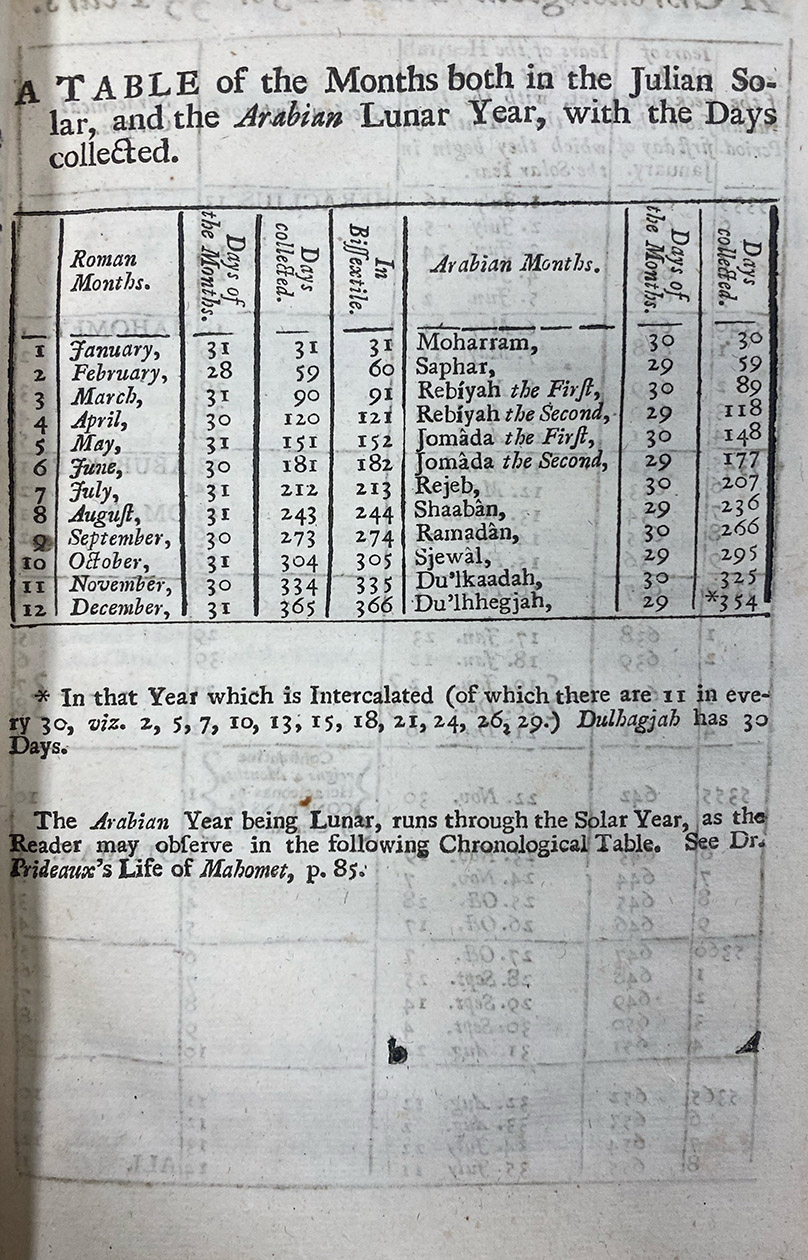 A TABLE of the Months both in the Julian So-
lar, and the Arabian Lunar Year, with the Days
collected.
Roman Months. Days of the Months. Days collected. In Bissextile. Arabian Months. Days of the Months. Days collected.
1 January, 31 31 31 Moharram, 30 30
2 February, 28 59 60 Saphar, 29 59
3 March, 31 90 91 Rebíyah the First, 30 89
4 April, 30 120 121 Rebíyah the Second, 29 118
5 May, 31 151 152 Jomâda the First, 30 148
6 June, 30 181 182 Jomâda the Second, 29 177
7 July, 31 212 213 Rejeb, 30 207
8 August, 31 243 244 Shaabân, 29 236
9 September, 30 273 274 Ramadân, 30 266
10 October, 31 304 305 Sjewàl, 29 295
11 November, 30 334 335 Du'lkaadah, 30 325
12 December, 31 365 366 Du'lhhegjah, 29 *354
* In that Year which is Intercalated (of which there are 11 in eve-
ry 30, viz. 2, 5, 7, 10, 13, 15, 18, 21, 24, 26, 29.) Dulhagjah has 30
Days.
The Arabian Year being Lunar, runs through the Solar Year, as the
Reader may observe in the following Chronological Table. See Dr.
Prideaux's Life of Mahomet, p. 85.
b A